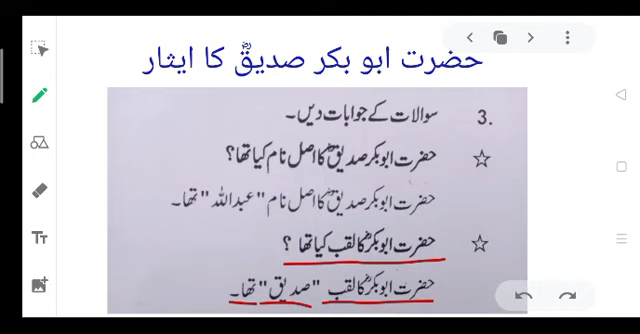 حضرت ابو بکر صدیقؓ کا ایثار
3. سوالات کے جوابات دیں۔
☆ حضرت ابوبکر صدیقؓ کا اصل نام کیا تھا؟
حضرت ابوبکر صدیقؓ کا اصل نام "عبداللہ" تھا۔
☆ حضرت ابوبکرؓ کا لقب کیا تھا ؟
حضرت ابوبکرؓ کا لقب "صدیق" تھا۔
Tт